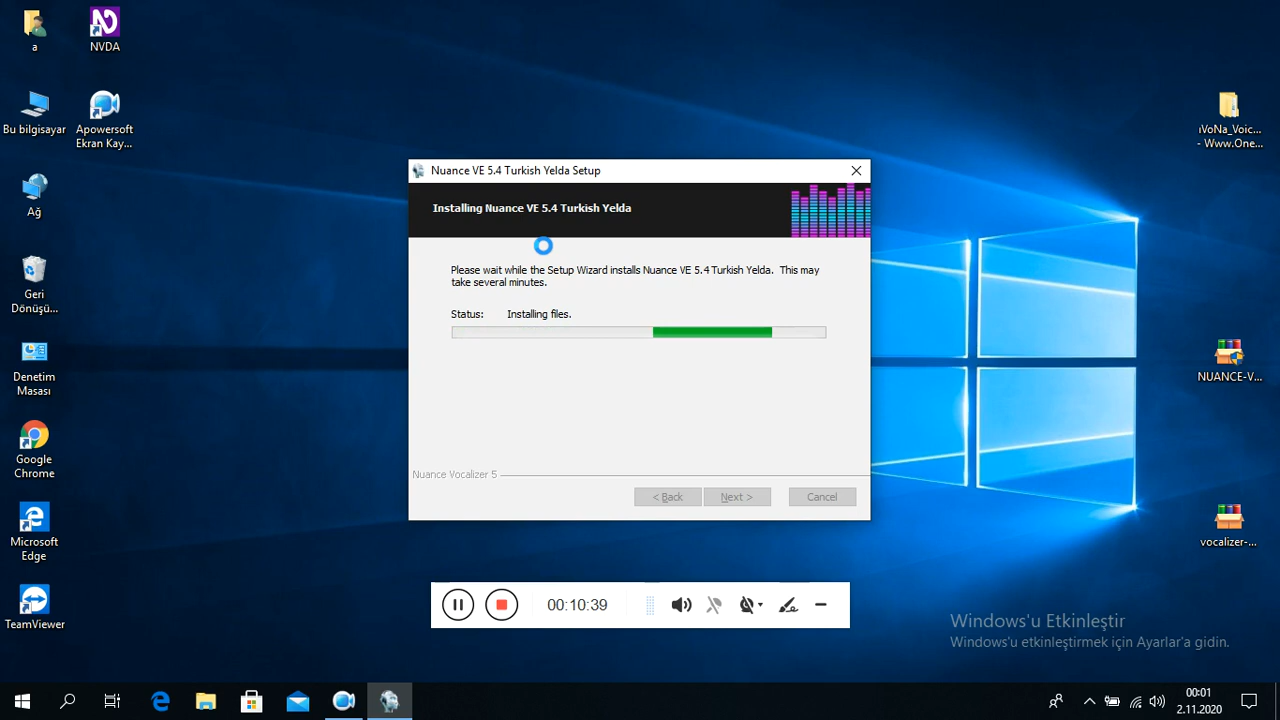 a
NVDA
Bu bilgisayar
Apowersoft
Ekran Kay...
Ağ
Geri
Dönüşü...
Denetim
Masası
Google
Chrome
Microsoft
Edge
TeamViewer
Nuance VE 5.4 Turkish Yelda Setup
Installing Nuance VE 5.4 Turkish Yelda
Please wait while the Setup Wizard installs Nuance VE 5.4 Turkish Yelda. This may
take several minutes.
Status: Installing files.
Nuance Vocalizer 5
< Back
Next >
Cancel
00:10:39
ıVoNa_Voic...
- Www.One...
NUANCE-V...
vocalizer-...
Windows'u Etkinleştir
Windows'u etkinleştirmek için Ayarlar'a gidin.
00:01
2.11.2020